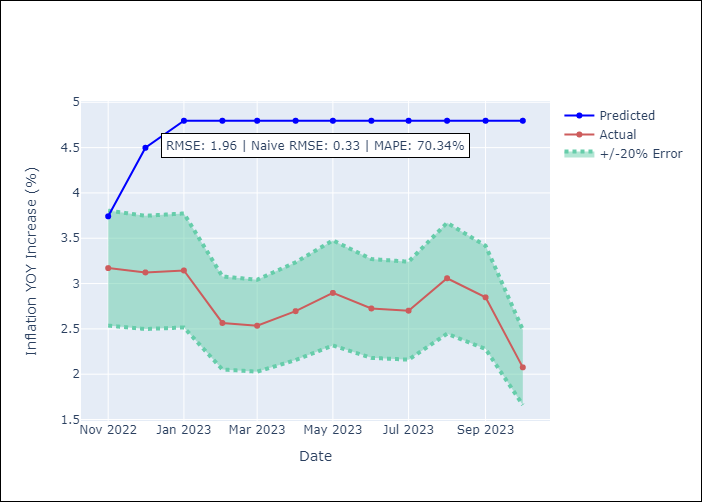 5
4.5
4
3.5
3
2.5
2
1.5
Inflation YOY Increase (%)
RMSE: 1.96 | Naive RMSE: 0.33 | MAPE: 70.34%
Nov 2022 Jan 2023 Mar 2023 May 2023 Jul 2023 Sep 2023
Date
Predicted
Actual
+/-20% Error